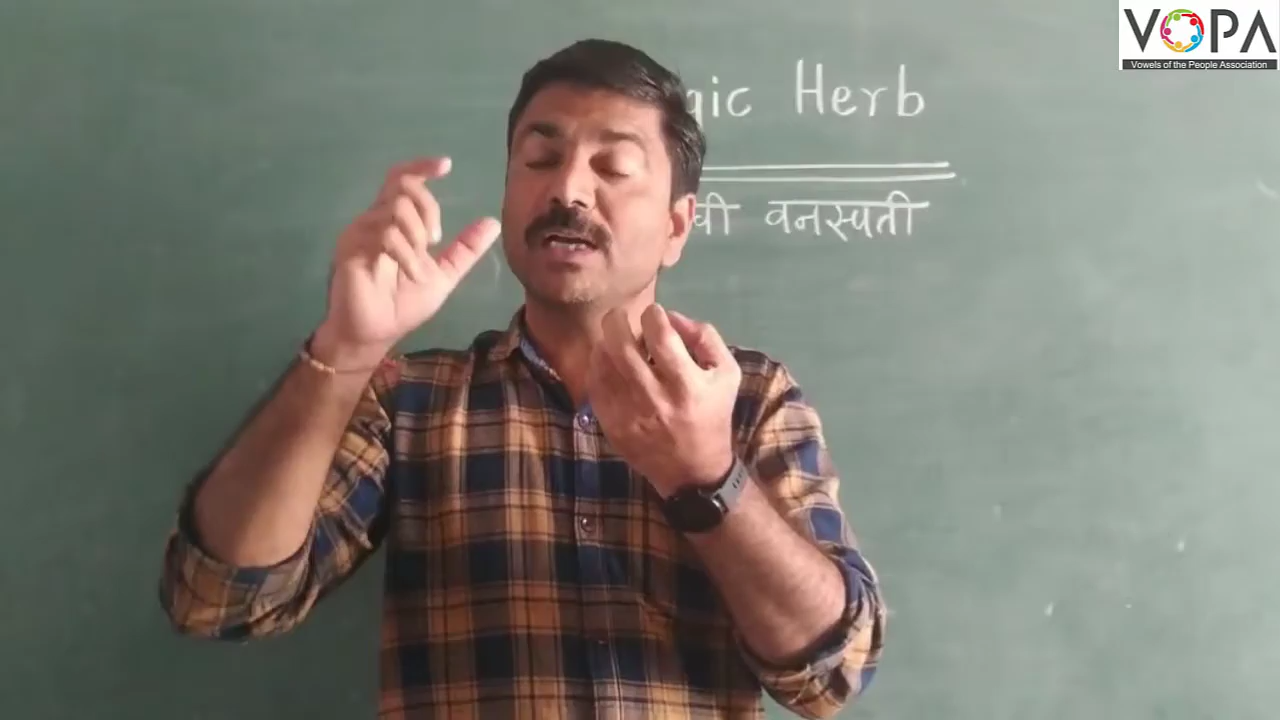 VOPA
Vowels of the People Association
gic Herb
वी वनस्पती